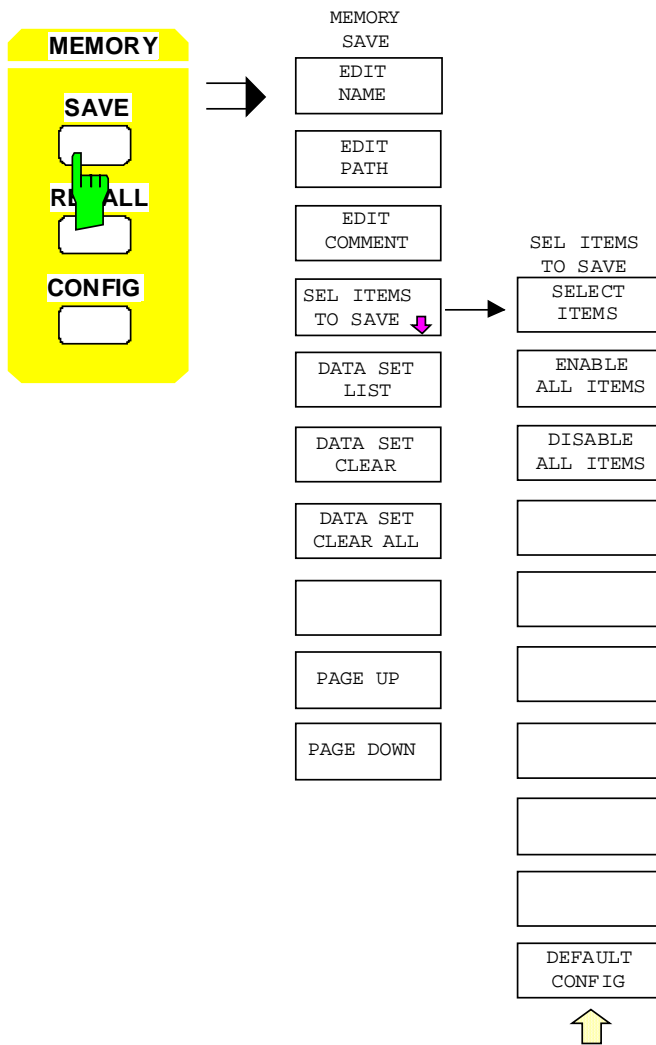 MEMORY
SAVE
RECALL
CONFIG
MEMORY
SAVE
EDIT
NAME
EDIT
PATH
EDIT
COMMENT
SEL ITEMS
TO SAVE
DATA SET
LIST
DATA SET
CLEAR
DATA SET
CLEAR ALL
PAGE UP
PAGE DOWN
SEL ITEMS
TO SAVE
SELECT
ITEMS
ENABLE
ALL ITEMS
DISABLE
ALL ITEMS
DEFAULT
CONFIG